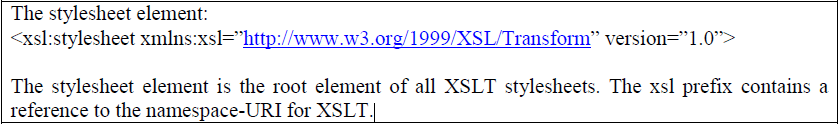 The stylesheet element:
<xsl:stylesheet xmlns:xsl=”http://www.w3.org/1999/XSL/Transform” version=”1.0”>
The stylesheet element is the root element of all XSLT stylesheets. The xsl prefix contains a
reference to the namespace-URI for XSLT.